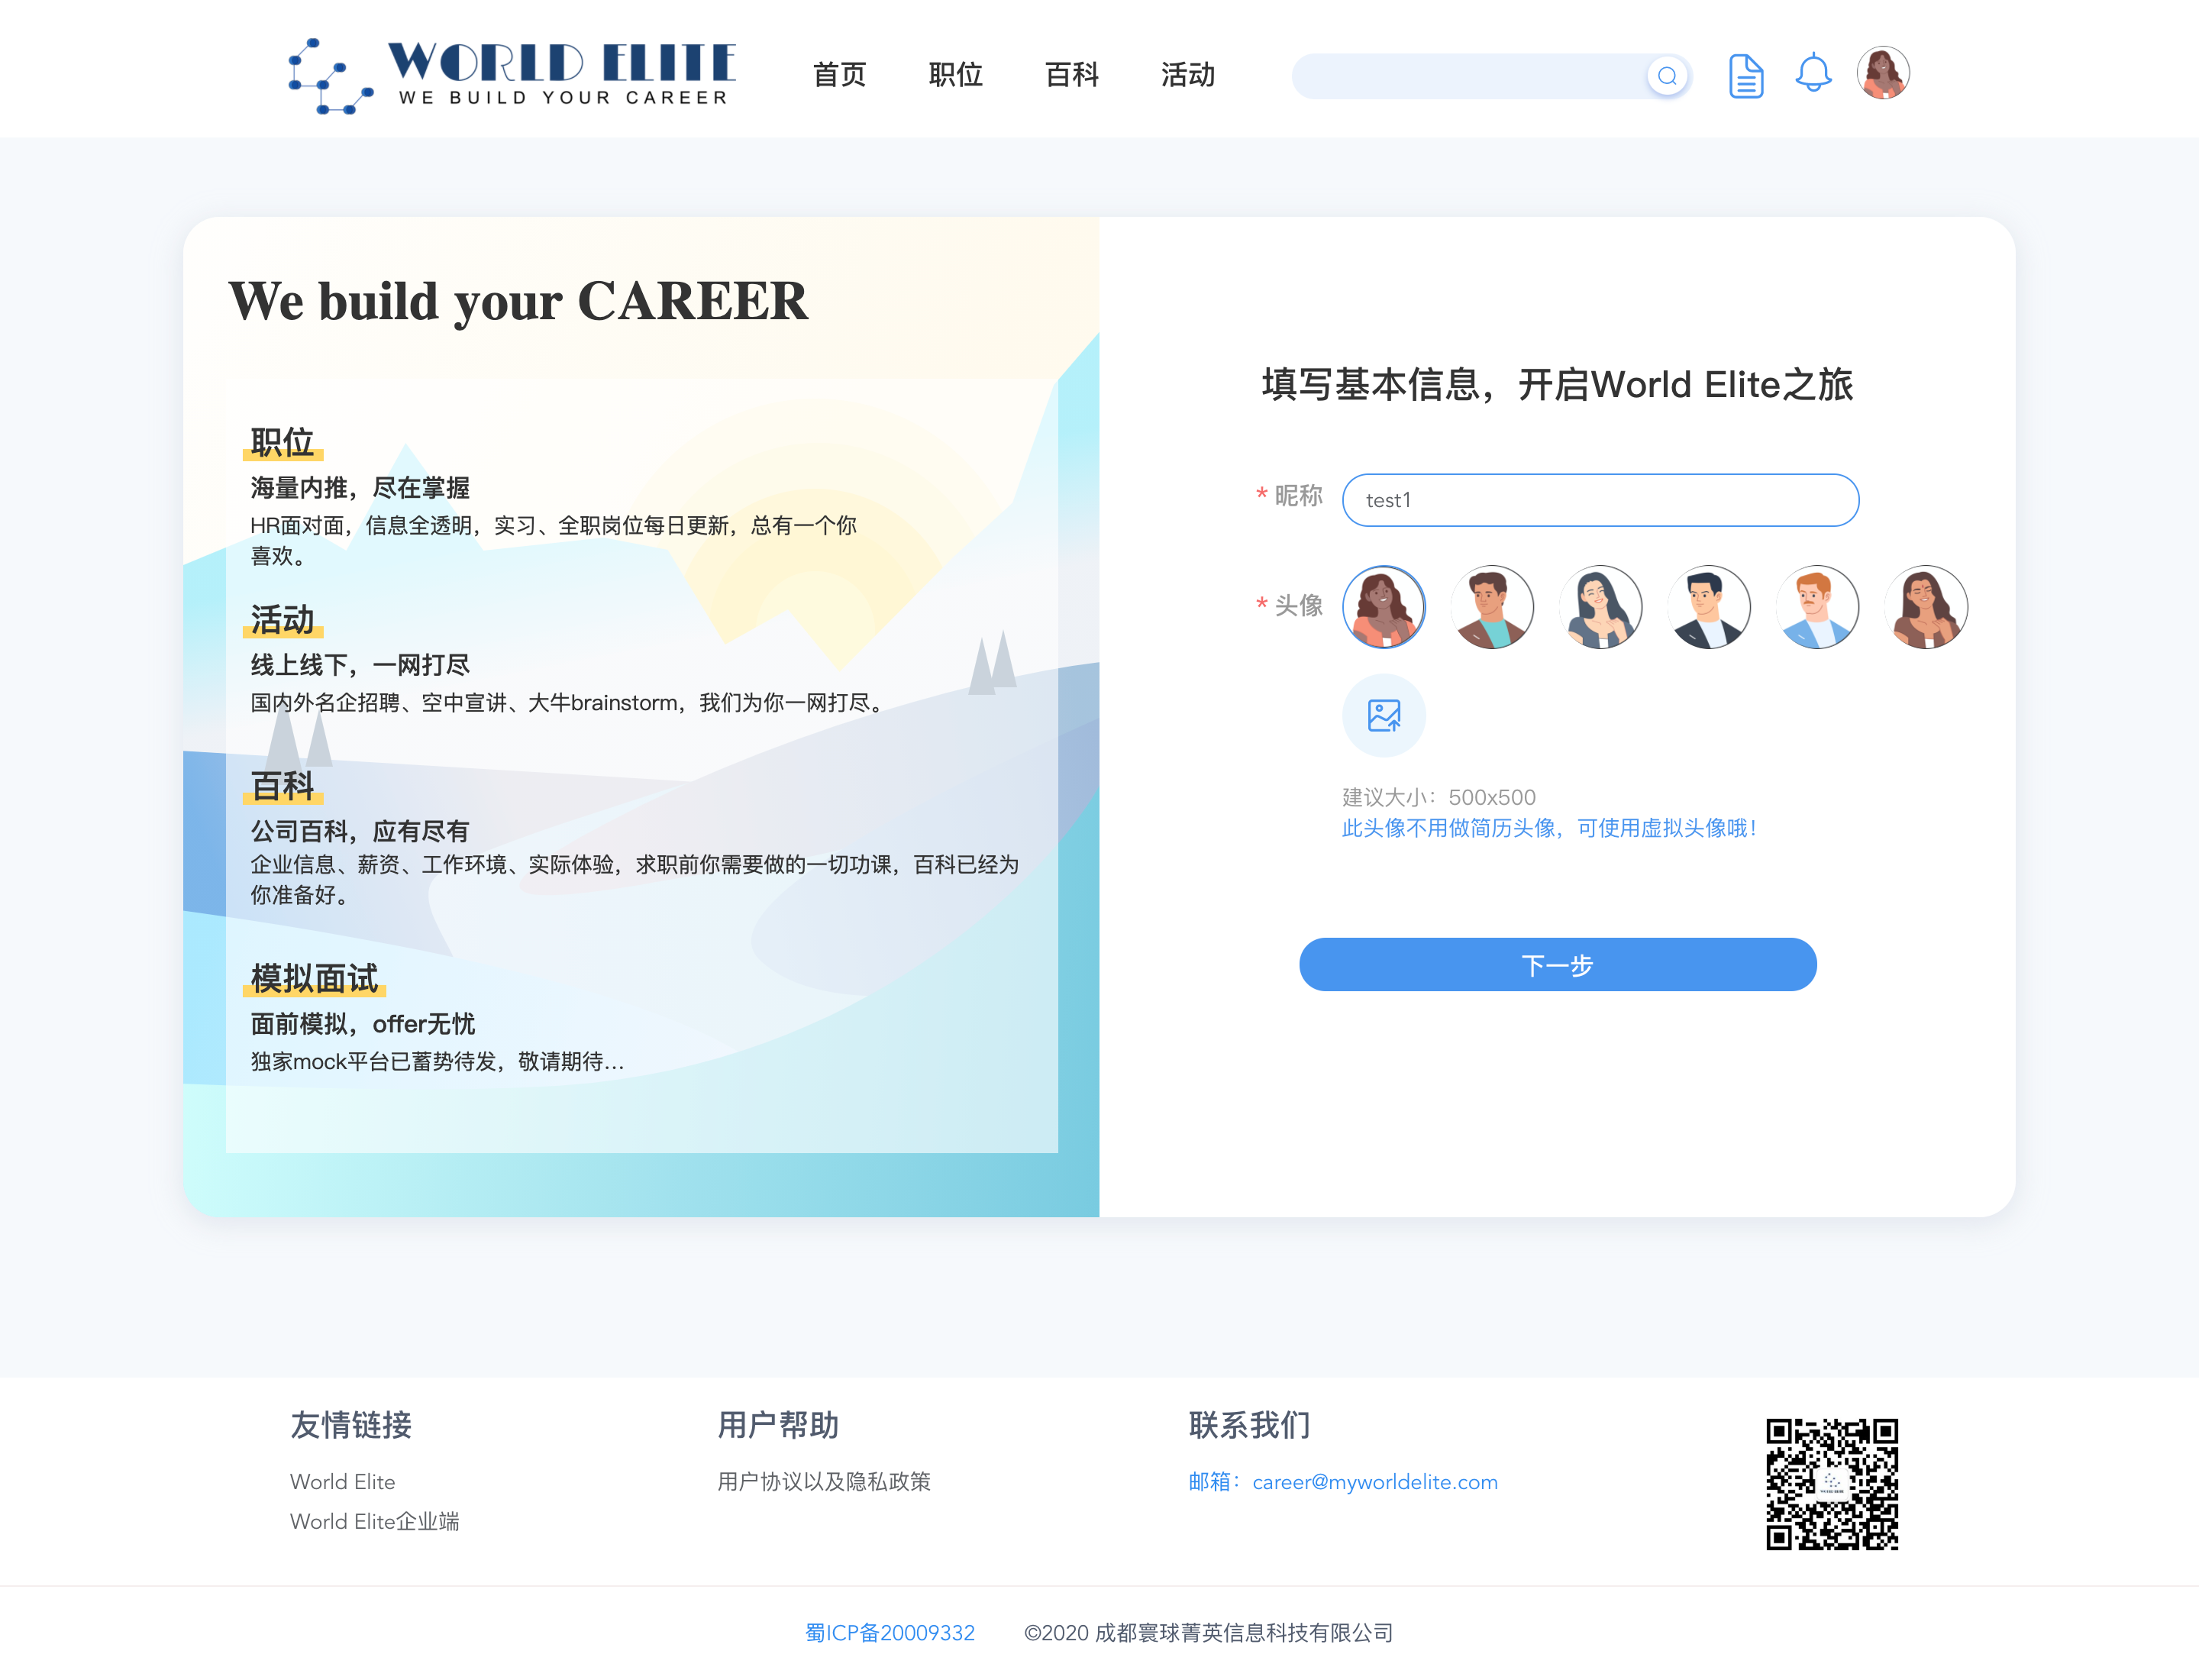 WORLD ELITE
WE BUILD YOUR CAREER
首页
职位
百科
活动
We build your CAREER
职位
海量内推，尽在掌握
HR面对面，信息全透明，实习、全职岗位每日更新，总有一个你
喜欢。
活动
线上线下，一网打尽
国内外名企招聘、空中宣讲、大牛brainstorm，我们为你一网打尽。
百科
公司百科，应有尽有
企业信息、薪资、工作环境、实际体验，求职前你需要做的一切功课，百科已经为
你准备好。
模拟面试
面前模拟，offer无忧
独家mock平台已蓄势待发，敬请期待...
填写基本信息，开启World Elite之旅
* 昵称
test1
* 头像
建议大小：500x500
此头像不用做简历头像，可使用虚拟头像哦！
下一步
友情链接
World Elite
World Elite企业端
用户帮助
用户协议以及隐私政策
联系我们
邮箱：career@myworldelite.com
蜀ICP备20009332
©2020 成都寰球菁英信息科技有限公司